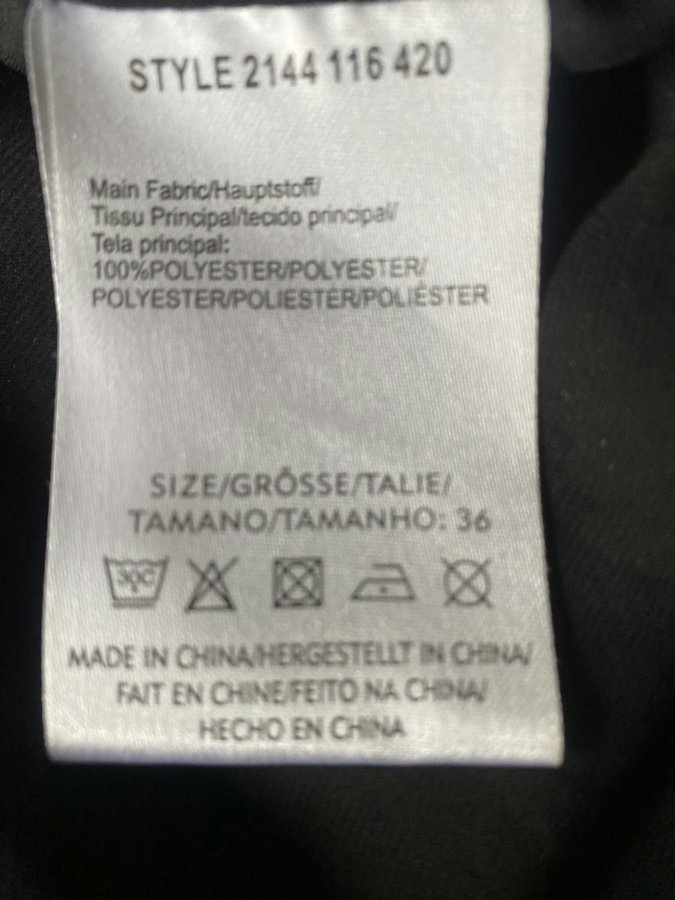 STYLE 2144 116 420
Main Fabric/Hauptstoff/
Tissu Principal/tecido principal/
Tela principal:
100%POLYESTER/POLYESTER/
POLYESTER/POLIESTER/POLIÉSTER
SIZE/GRÖSSE/TALIE/
TAMANO/TAMANHO: 36
30C
MADE IN CHINA/HERGESTELLT IN CHINA/
FAIT EN CHINE/FEITO NA CHINA/
HECHO EN CHINA